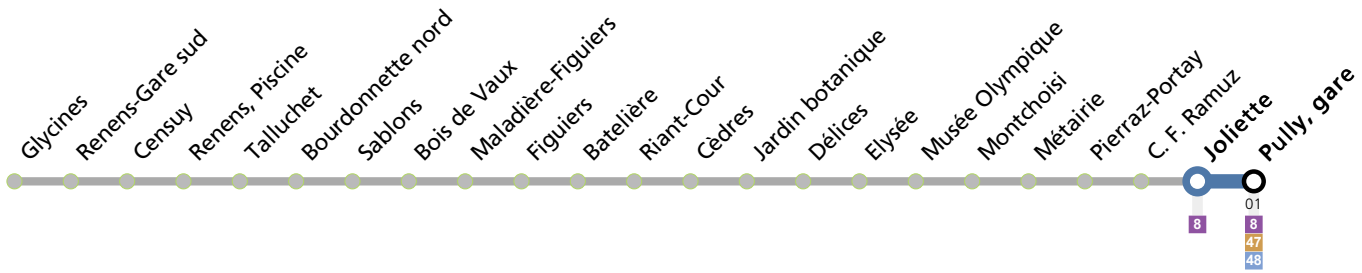 Glycines
Renens-Gare sud
Censuy
Renens, Piscine
Talluchet
Bourdonnette nord
Sablons
Bois de Vaux
Maladière-Figuiers
Figuiers
Batelière
Riant-Cour
Cèdres
Jardin botanique
Délices
Elysée
Musée Olympique
Montchoisi
Métairie
Pierraz-Portay
C. F. Ramuz
Joliette
Pully, gare
01
8
8
47
48